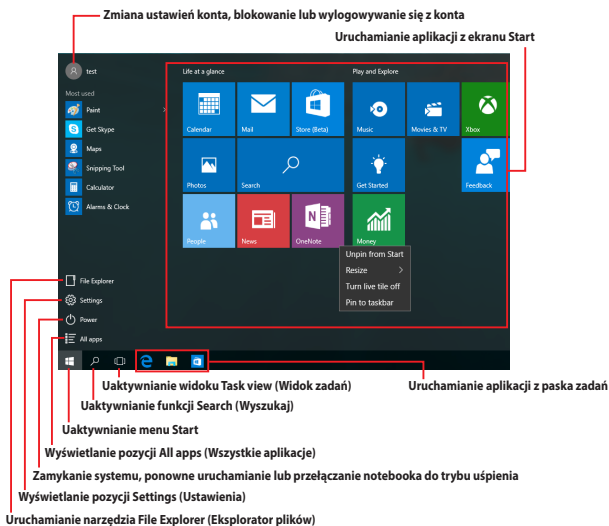 Zmiana ustawień konta, blokowanie lub wylogowywanie się z konta
Uruchamianie aplikacji z ekranu Start
test
Most used
Paint
Get Skype
Maps
Snipping Tool
Calculator
Alarms & Clock
File Explorer
Settings
Power
All apps
Life at a glance
Calendar
Mail
Store (Beta)
Photos
Search
People
News
OneNote
Play and Explore
Music
Movies & TV
Xbox
Get Started
Feedback
Money
Unpin from Start
Resize
Turn live tile off
Pin to taskbar
Uaktywnianie widoku Task view (Widok zadań)
Uruchamianie aplikacji z paska zadań
Uaktywnianie funkcji Search (Wyszukaj)
Uaktywnianie menu Start
Wyświetlanie pozycji All apps (Wszystkie aplikacje)
Zamykanie systemu, ponowne uruchamianie lub przełączanie notebooka do trybu uśpienia
Wyświetlanie pozycji Settings (Ustawienia)
Uruchamianie narzędzia File Explorer (Eksplorator plików)